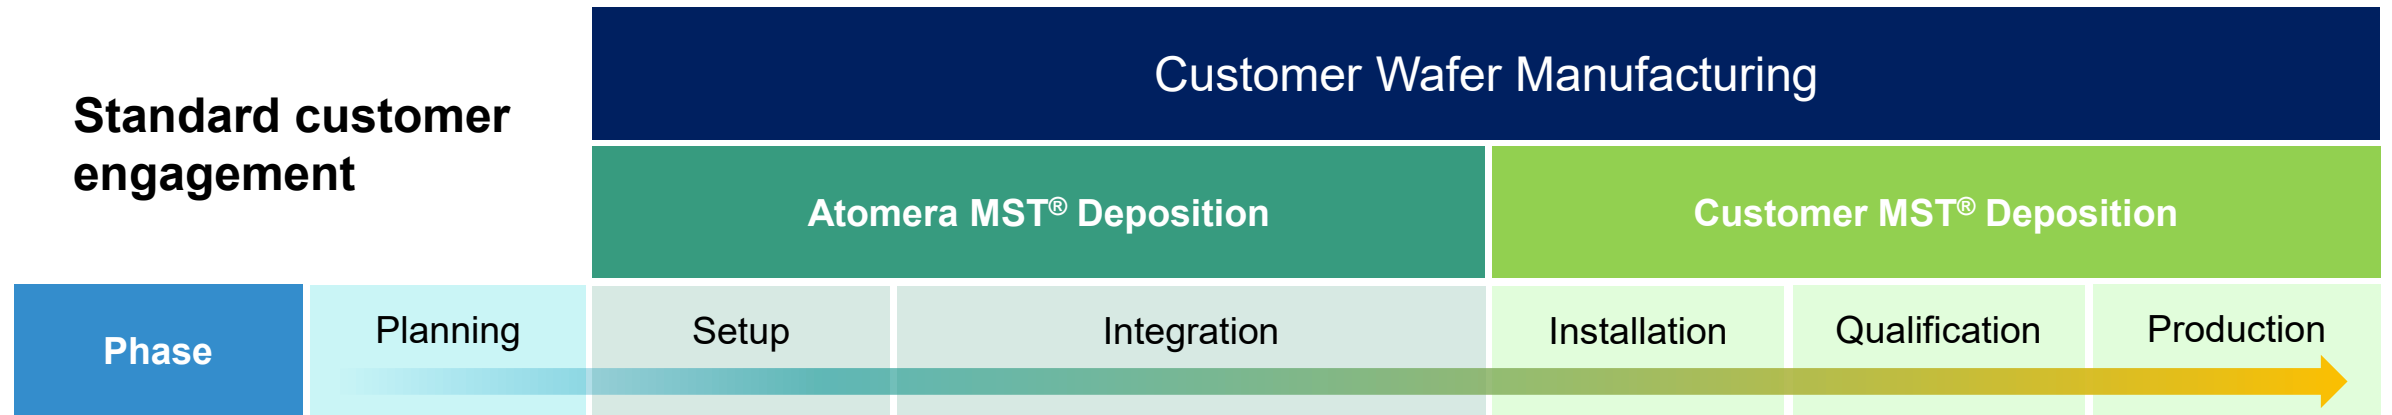 Standard customer
engagement
Customer Wafer Manufacturing
Atomera MST® Deposition
Customer MST® Deposition
Phase
Planning
Setup
Integration
Installation
Qualification
Production